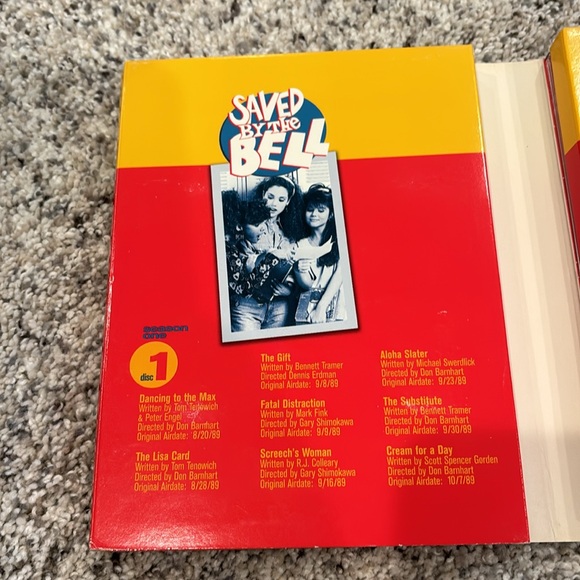 SAVED
BY THE
BELL
season
one
disc 1
Dancing to the Max
Written by Tom Tenowich
& Peter Engel
Directed by Don Barnhart
Original Airdate: 8/20/89
The Lisa Card
Written by Tom Tenowich
Directed by Don Barnhart
Original Airdate: 8/28/89
The Gift
Written by Bennett Tramer
Directed Dennis Erdman
Original Airdate: 9/8/89
Fatal Distraction
Written by Mark Fink
Directed by Gary Shimokawa
Original Airdate: 9/9/89
Screech's Woman
Written by R.J. Colleary
Directed by Gary Shimokawa
Original Airdate: 9/16/89
Aloha Slater
Written by Michael Swerdlick
Directed by Don Barnhart
Original Airdate: 9/23/89
The Substitute
Written by Bennett Tramer
Directed by Don Barnhart
Original Airdate: 9/30/89
Cream for a Day
Written by Scott Spencer Gorden
Directed by Don Barnhart
Original Airdate: 10/7/89